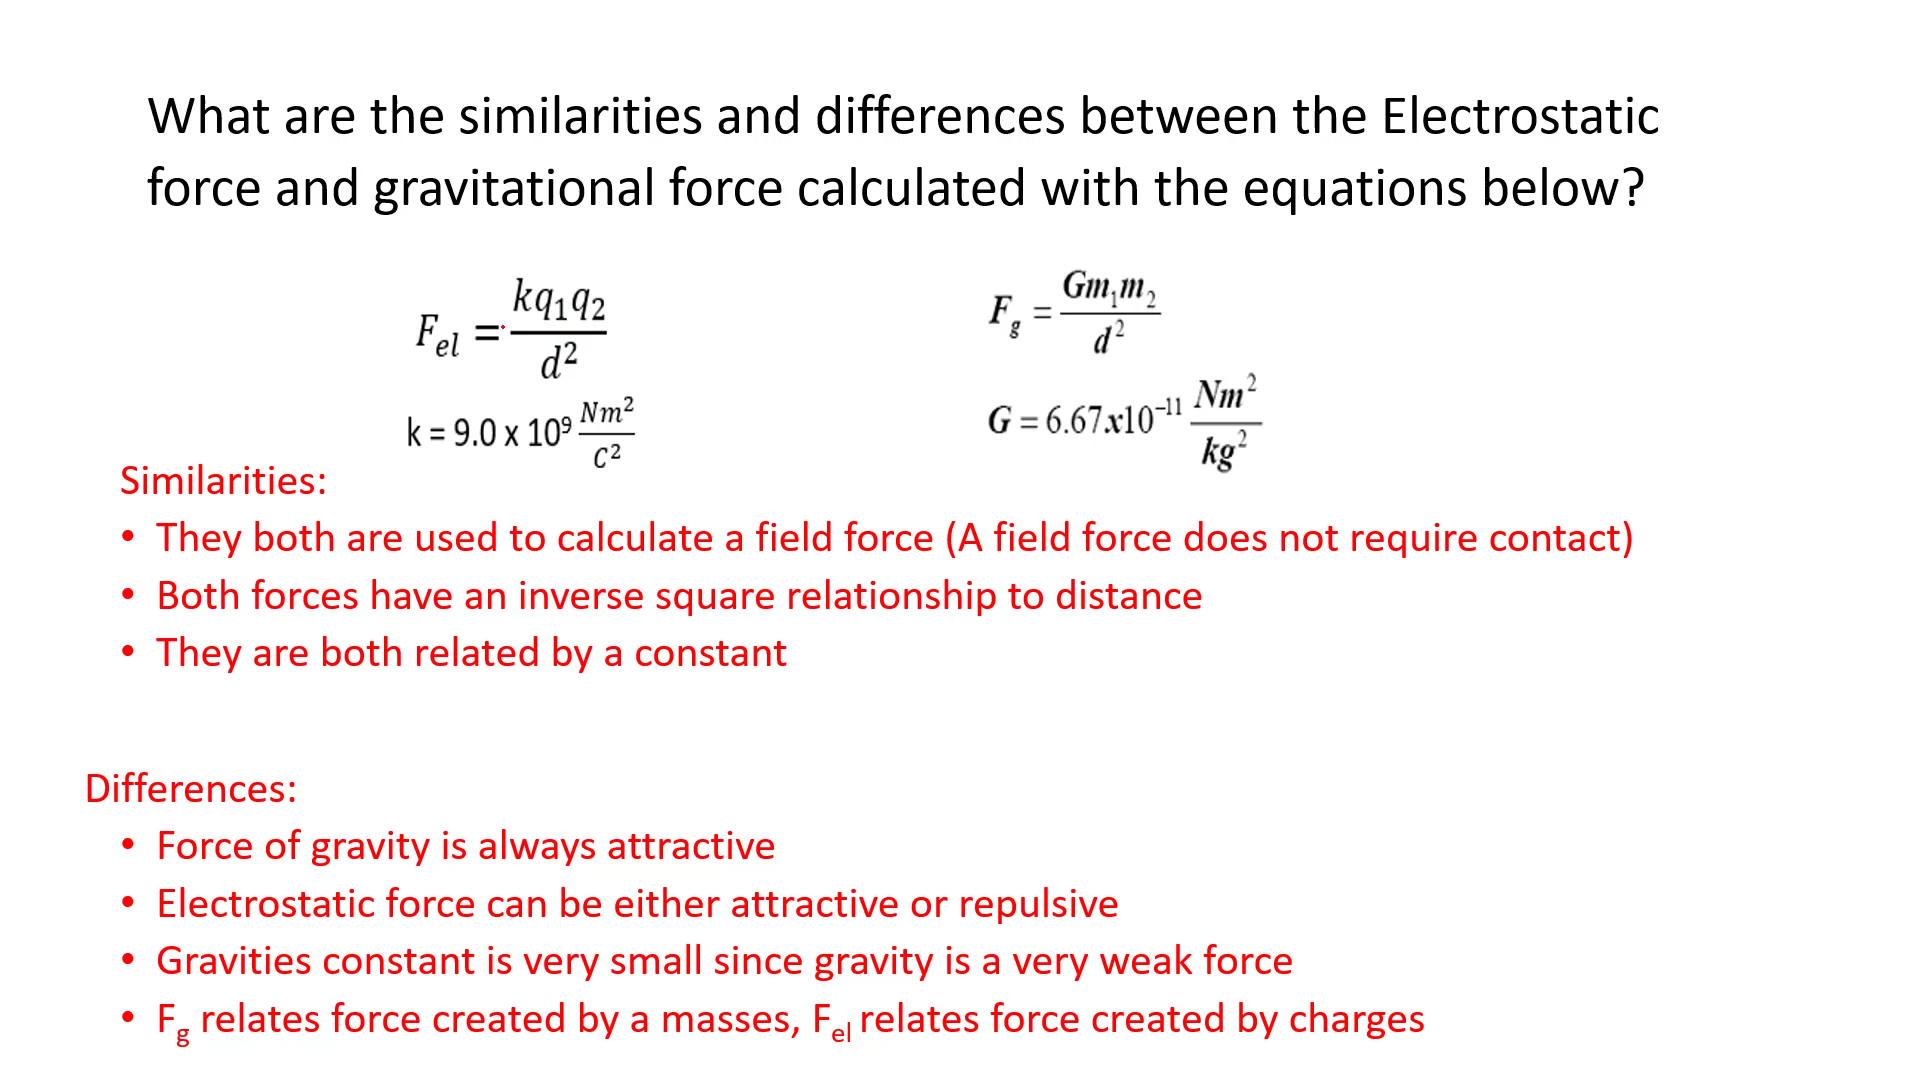 What are the similarities and differences between the Electrostatic
force and gravitational force calculated with the equations below?
F_el = kq₁q₂/d²
F_g = Gm₁m₂/d²
k = 9.0 x 10⁹ Nm²/C²
G = 6.67x10⁻¹¹ Nm²/kg²
Similarities:
• They both are used to calculate a field force (A field force does not require contact)
• Both forces have an inverse square relationship to distance
• They are both related by a constant
Differences:
• Force of gravity is always attractive
• Electrostatic force can be either attractive or repulsive
• Gravities constant is very small since gravity is a very weak force
• F_g relates force created by a masses, F_el relates force created by charges